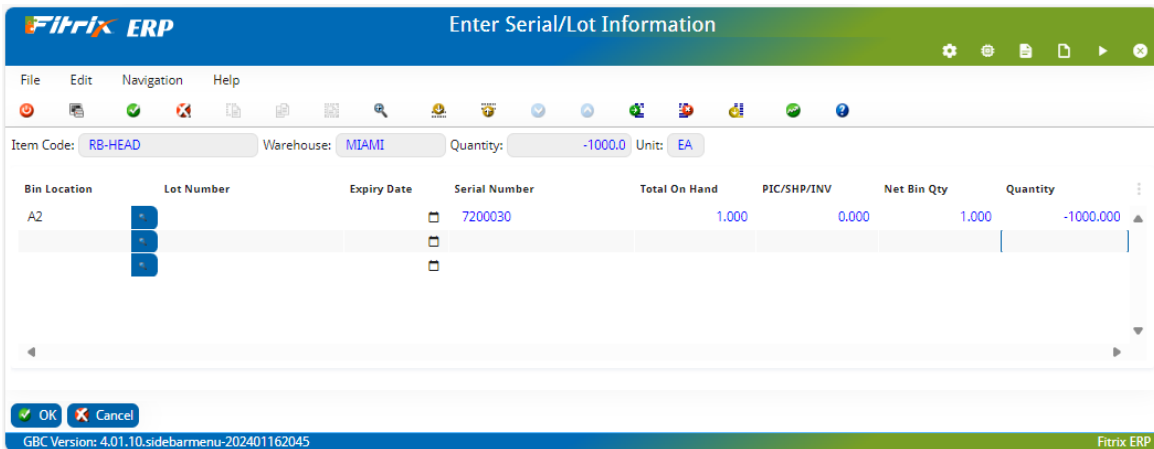 Fitrix ERP
Enter Serial/Lot Information
File Edit Navigation Help
Item Code: RB-HEAD Warehouse: MIAMI Quantity: -1000.0 Unit: EA
Bin Location Lot Number Expiry Date Serial Number Total On Hand PIC/SHP/INV Net Bin Qty Quantity
A2 7200030 1.000 0.000 1.000 -1000.000
OK Cancel
GBC Version: 4.01.10.sidebarmenu-202401162045 Fitrix ERP